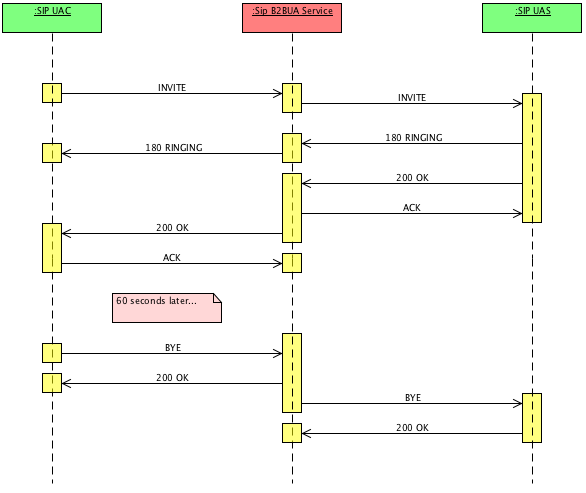 :SIP UAC
:Sip B2BUA Service
:SIP UAS
INVITE
INVITE
180 RINGING
180 RINGING
200 OK
ACK
200 OK
ACK
60 seconds later...
BYE
200 OK
BYE
200 OK